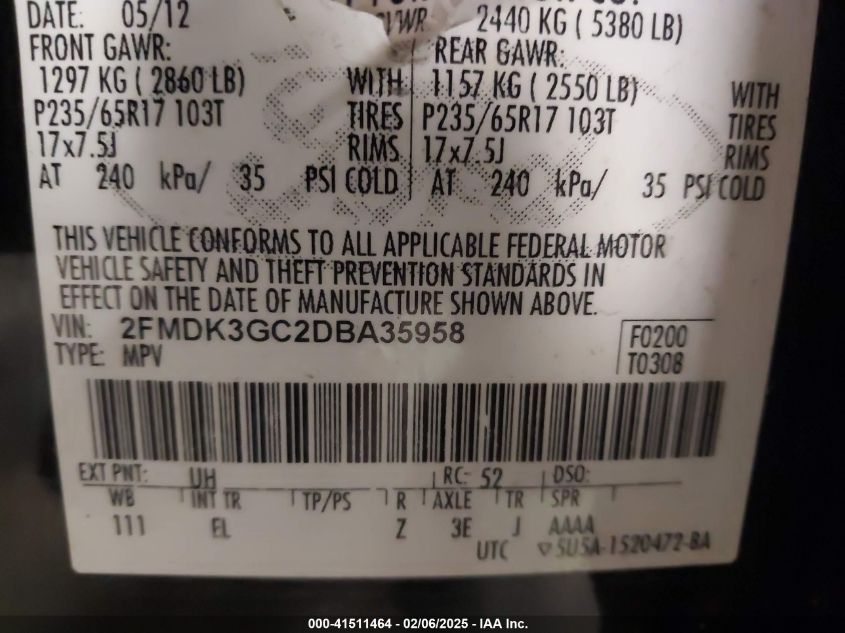 DATE: 05/12
GVWR 2440 KG ( 5380 LB)
FRONT GAWR: REAR GAWR:
1297 KG ( 2860 LB) WITH 1157 KG ( 2550 LB) WITH
P235/65R17 103T TIRES P235/65R17 103T TIRES
17x7.5J RIMS 17x7.5J RIMS
AT 240 kPa/ 35 PSI COLD AT 240 kPa/ 35 PSI COLD
THIS VEHICLE CONFORMS TO ALL APPLICABLE FEDERAL MOTOR
VEHICLE SAFETY AND THEFT PREVENTION STANDARDS IN
EFFECT ON THE DATE OF MANUFACTURE SHOWN ABOVE.
VIN: 2FMDK3GC2DBA35958 F0200
TYPE: MPV T0308
EXT PNT: UH RC: 52 DSO:
WB INT TR TP/PS R AXLE TR SPR
111 EL Z 3E J AAAA
UTC ▽5U5A-1520472-BA
000-41511464 — 02/06/2025 — IAA Inc.